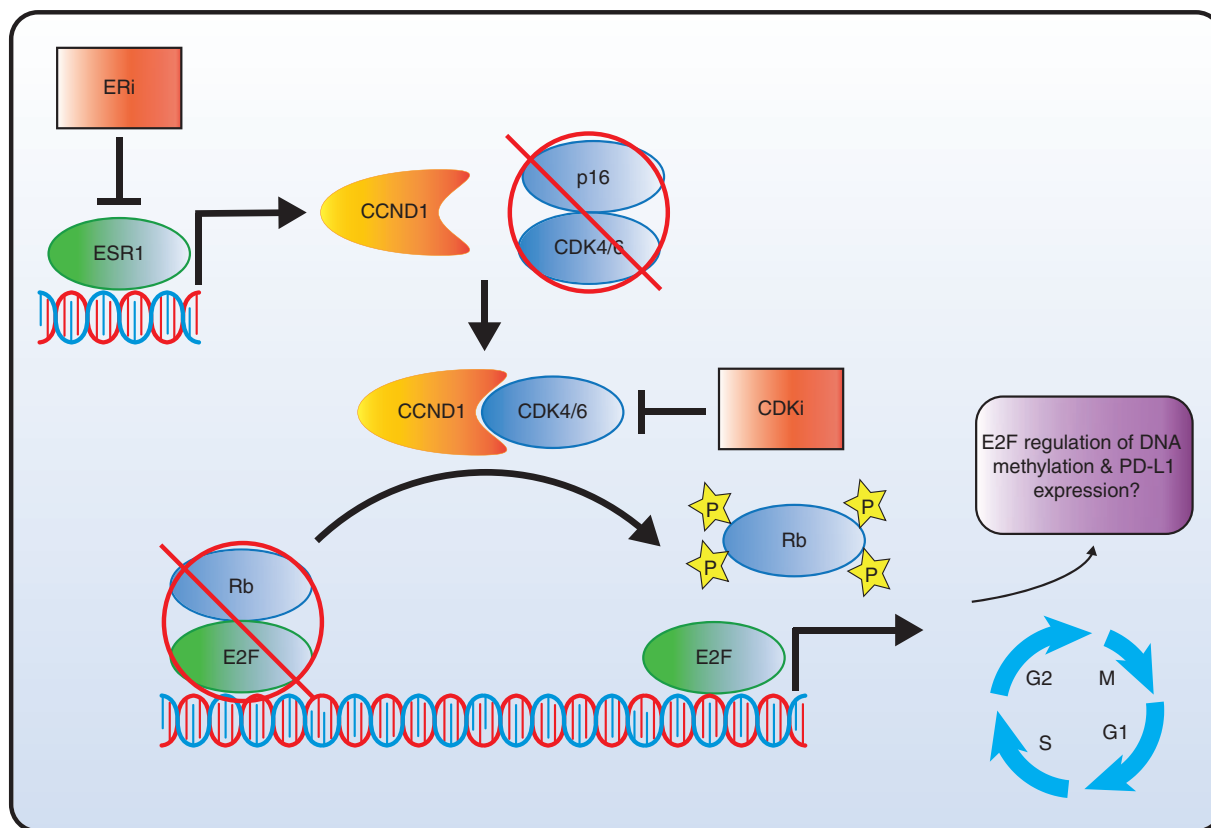 ERi
ESR1
CCND1
p16
CDK4/6
CCND1
CDK4/6
CDKi
E2F regulation of DNA
methylation & PD-L1
expression?
P
P
P
P
Rb
Rb
E2F
E2F
G2
M
S
G1